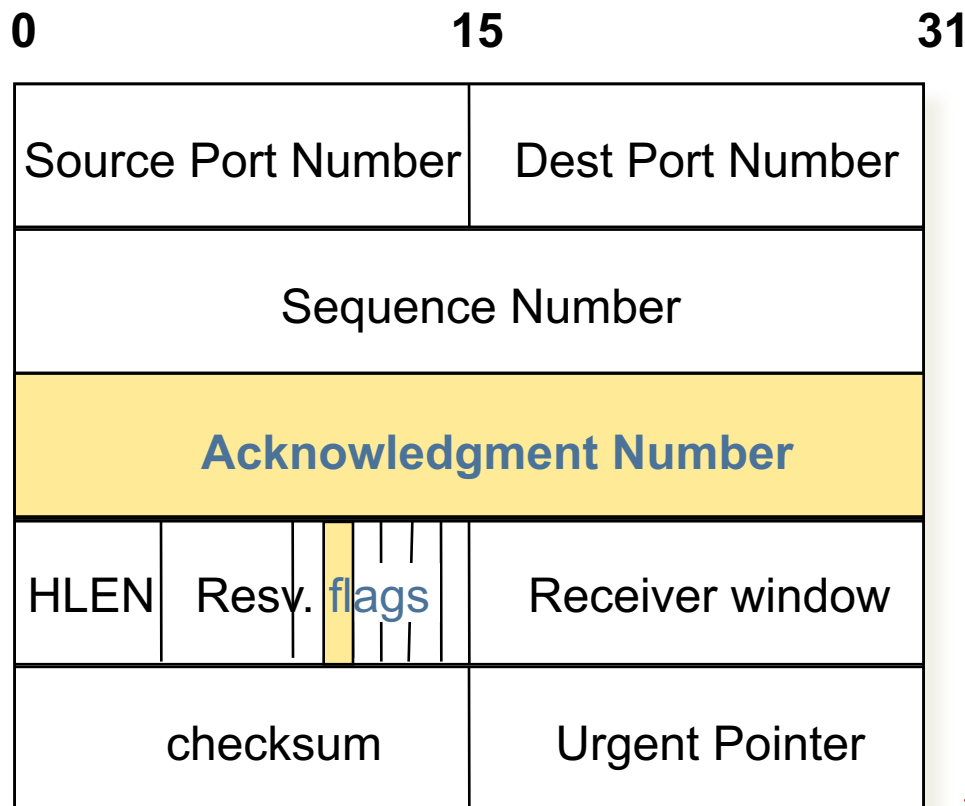 0 15 31
Source Port Number Dest Port Number
Sequence Number
Acknowledgment Number
HLEN Resv. flags Receiver window
checksum Urgent Pointer